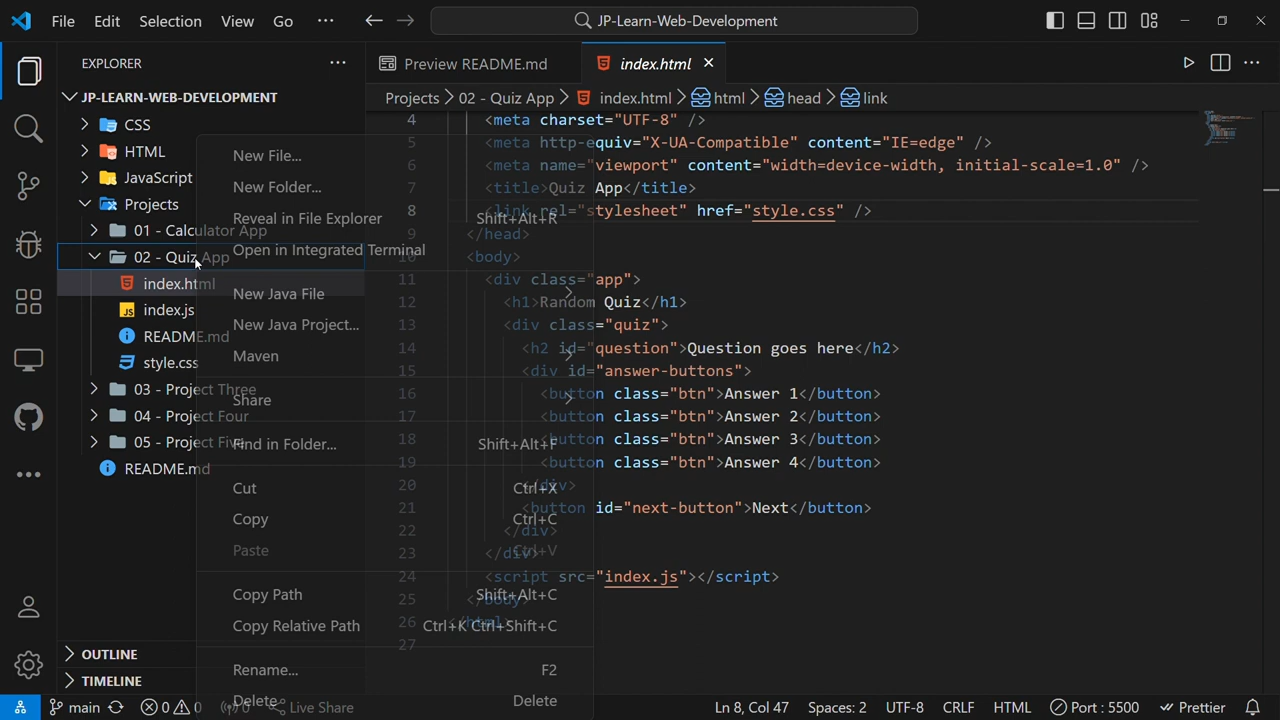 File Edit Selection View Go ··· JP-Learn-Web-Development
EXPLORER ···
JP-LEARN-WEB-DEVELOPMENT
CSS
HTML
JavaScript
Projects
01 - Calculator App
02 - Quiz App
index.html
index.js
README.md
style.css
03 - Project Three
04 - Project Four
05 - Project Five
README.md
OUTLINE
TIMELINE
New File...
New Folder...
Reveal in File Explorer Shift+Alt+R
Open in Integrated Terminal
New Java File
New Java Project...
Maven
Share
Find in Folder... Shift+Alt+F
Cut Ctrl+X
Copy Ctrl+C
Paste Ctrl+V
Copy Path Shift+Alt+C
Copy Relative Path Ctrl+K Ctrl+Shift+C
Rename... F2
Delete Delete
Preview README.md index.html
Projects > 02 - Quiz App > index.html > html > head > link
4 <meta charset="UTF-8" />
5 <meta http-equiv="X-UA-Compatible" content="IE=edge" />
6 <meta name="viewport" content="width=device-width, initial-scale=1.0" />
7 <title>Quiz App</title>
8 <link rel="stylesheet" href="style.css" />
9 </head>
10 <body>
11 <div class="app">
12 <h1>Random Quiz</h1>
13 <div class="quiz">
14 <h2 id="question">Question goes here</h2>
15 <div id="answer-buttons">
16 <button class="btn">Answer 1</button>
17 <button class="btn">Answer 2</button>
18 <button class="btn">Answer 3</button>
19 <button class="btn">Answer 4</button>
20 </div>
21 <button id="next-button">Next</button>
22 </div>
23 </div>
24 <script src="index.js"></script>
25 </body>
26 </html>
27
main 0 0 0 Live Share Ln 8, Col 47 Spaces: 2 UTF-8 CRLF HTML Port : 5500 Prettier